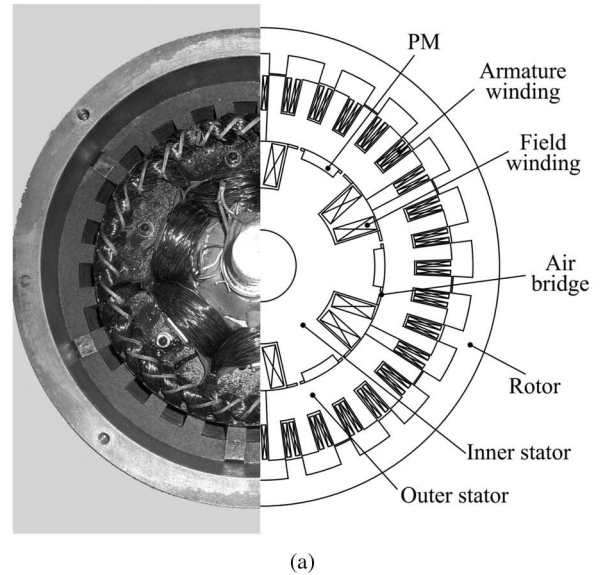 PM
Armature
winding
Field
winding
Air
bridge
Rotor
Inner stator
Outer stator
(a)